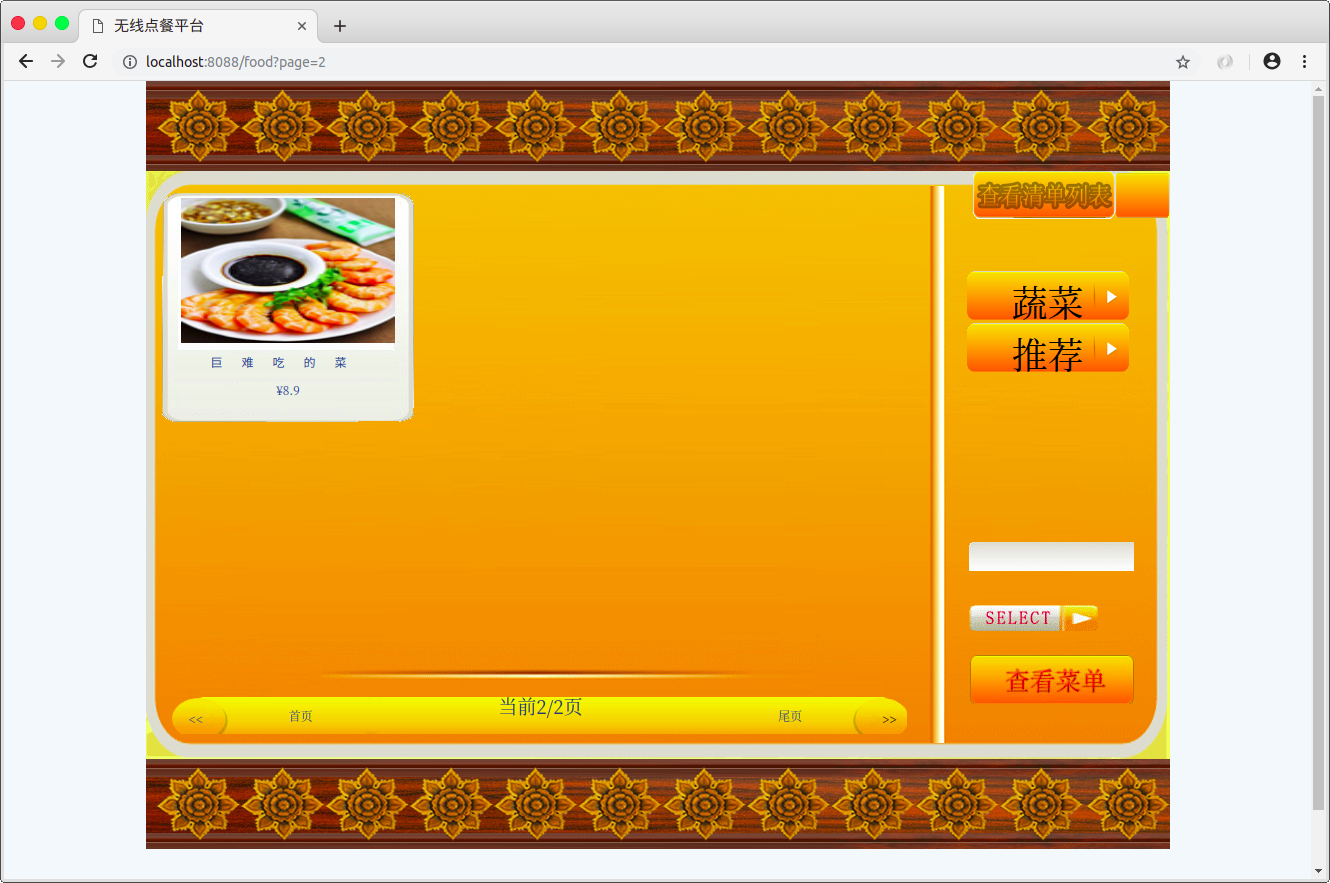 无线点餐平台
localhost:8088/food?page=2
查看清单列表
巨 难 吃 的 菜
¥8.9
蔬菜
推荐
SELECT
查看菜单
<< 首页 当前2/2页 尾页 >>